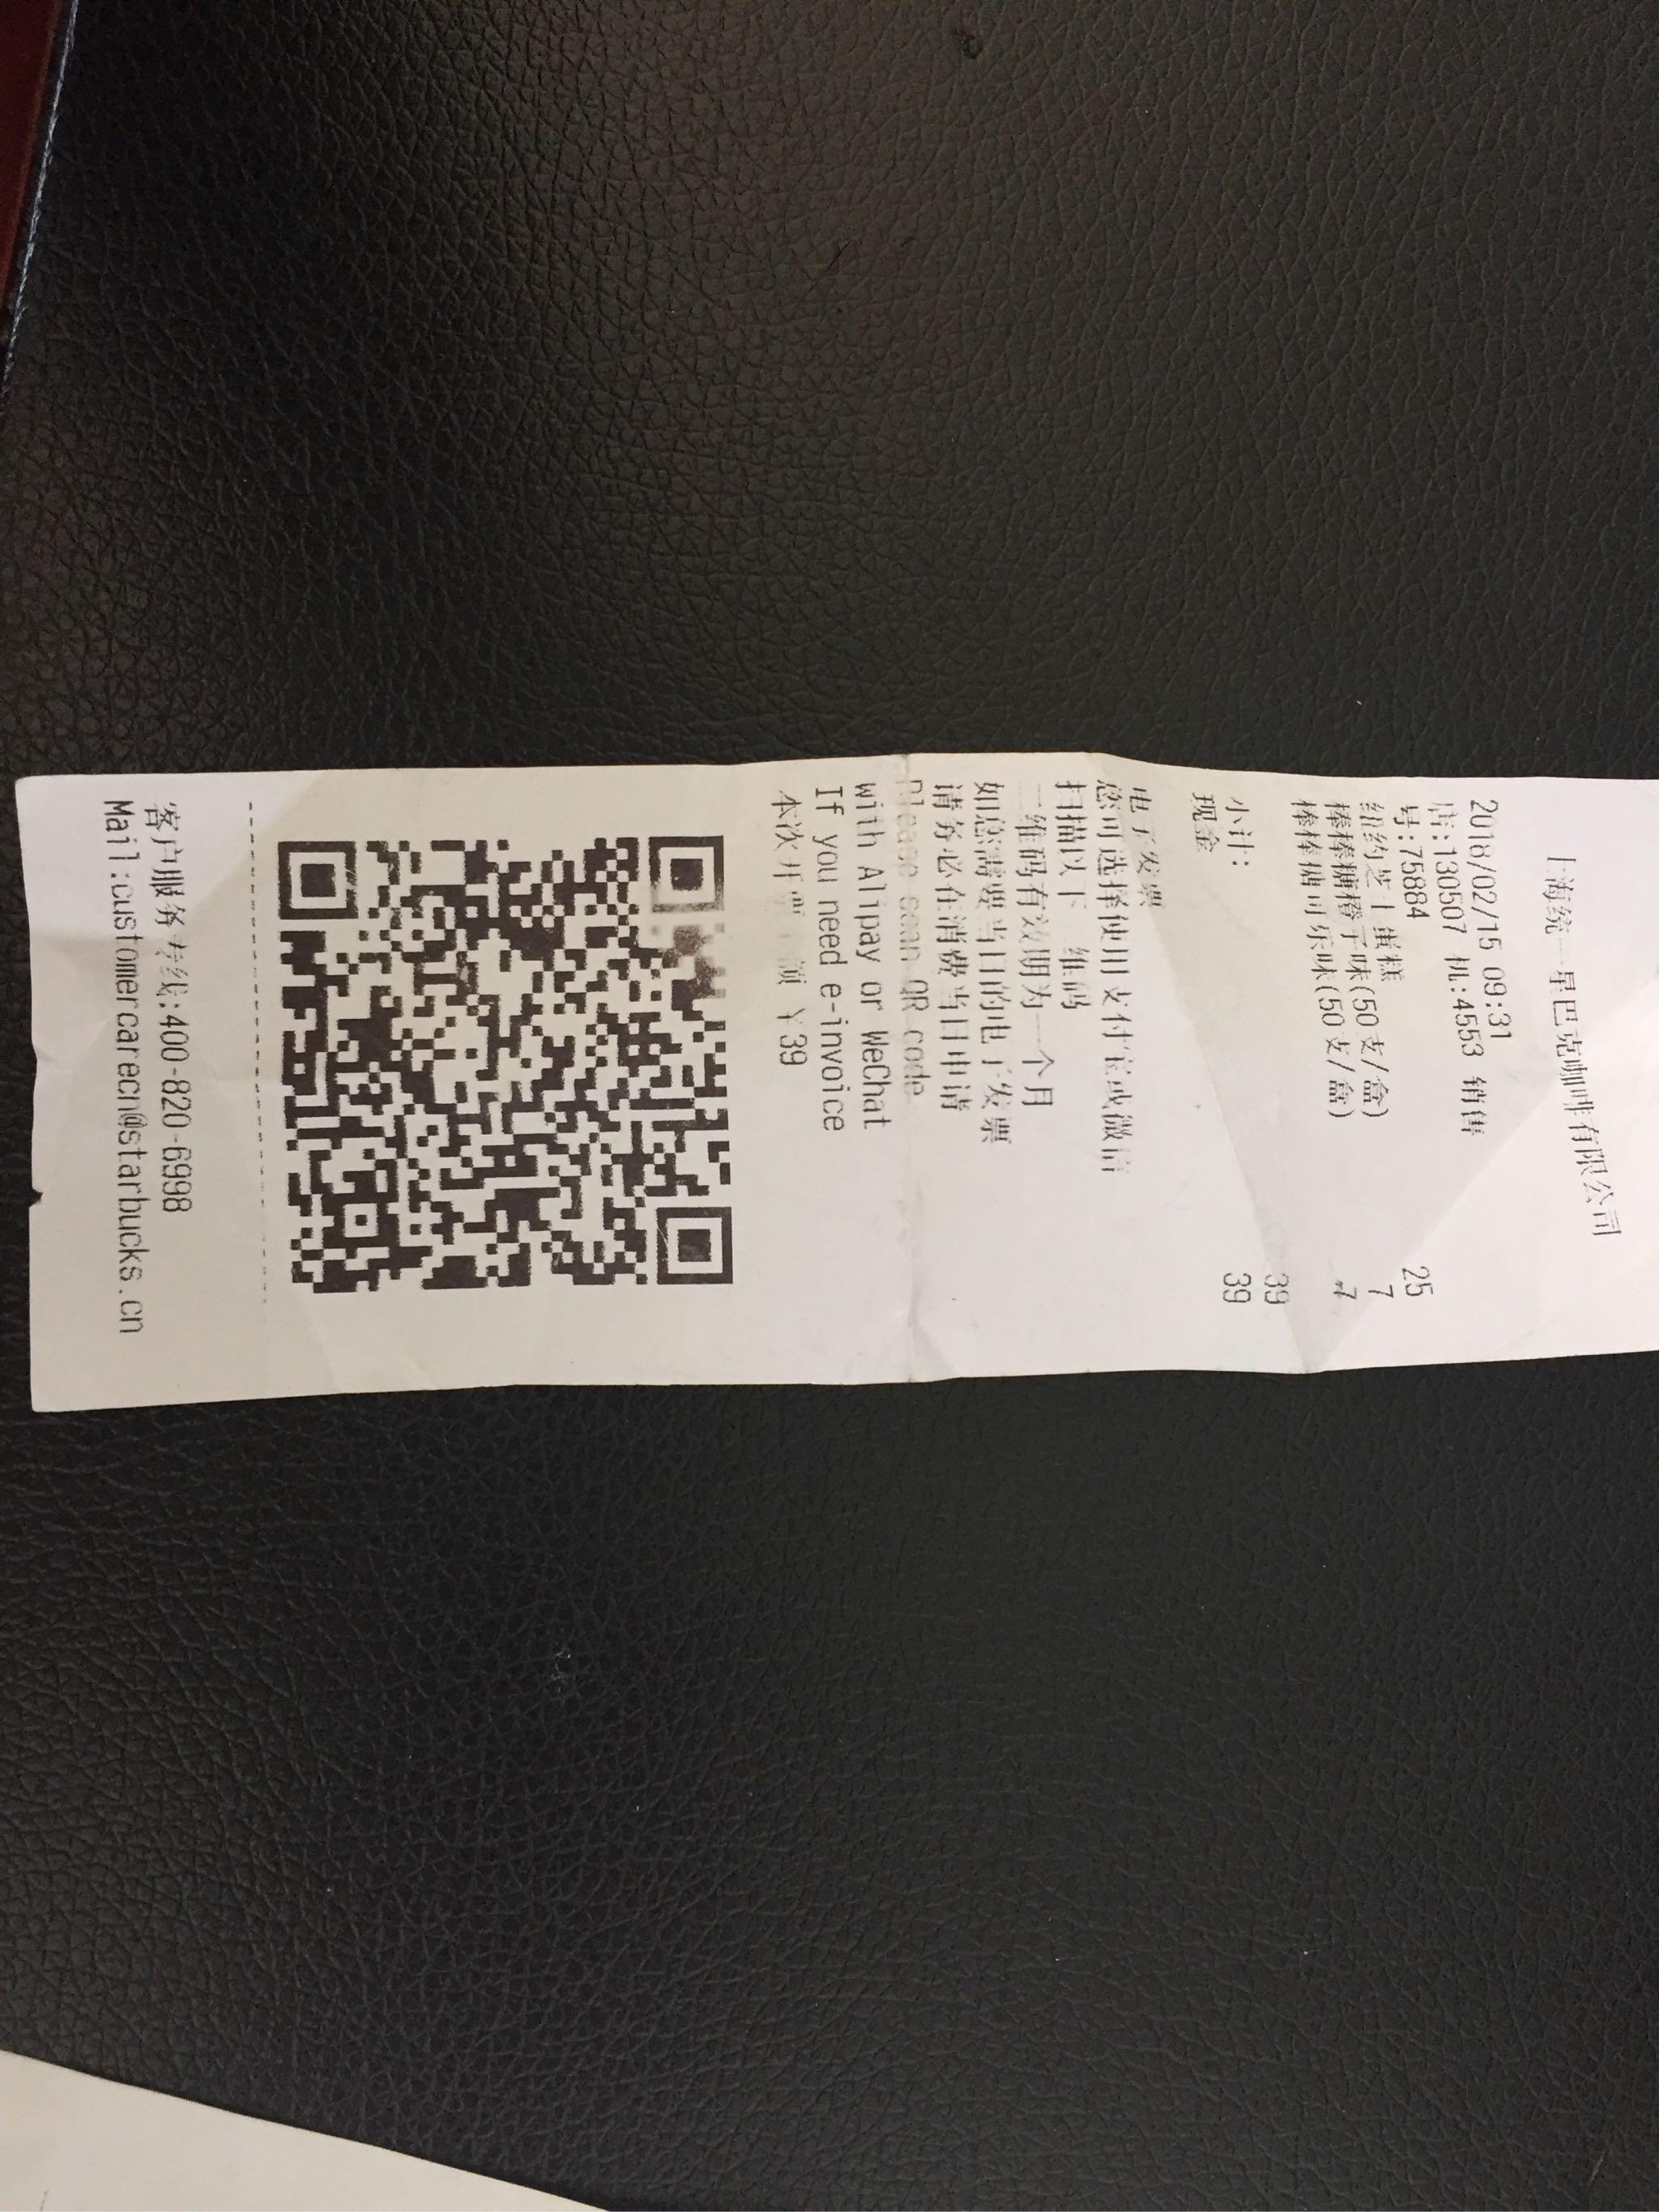 上海统一星巴克咖啡有限公司
2018/02/15 09:31
店:130507 机:4553 销售
号:75884
纽约芝士蛋糕 25
棒棒糖橙子味(50支/盒) 7
棒棒糖可乐味(50支/盒) 7
小计: 39
现金 39
电子发票
您可选择使用支付宝或微信
扫描以下二维码
二维码有效期为一个月
如您需要当日的电子发票
请务必在消费当日申请
Please scan QR code
with Alipay or WeChat
If you need e-invoice
本次开票 额 ￥39
客户服务专线:400-820-6998
Mail:customercarecn@starbucks.cn